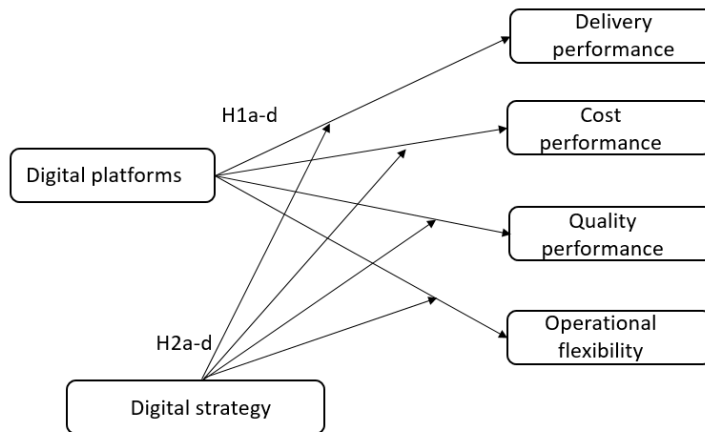 Delivery
performance
H1a-d
Cost
performance
Digital platforms
Quality
performance
Operational
flexibility
H2a-d
Digital strategy